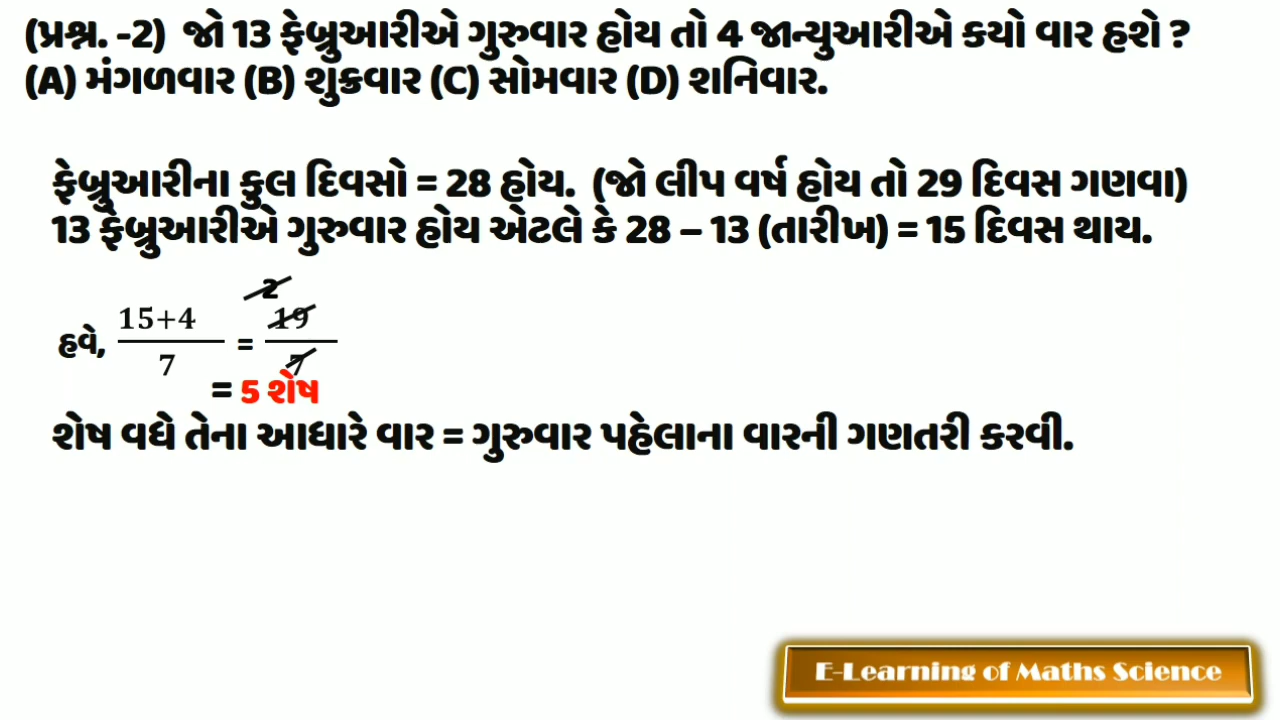 (પ્રશ્ન. -2) જો 13 ફેબ્રુઆરીએ ગુરુવાર હોય તો 4 જાન્યુઆરીએ કયો વાર હશે ?
(A) મંગળવાર (B) શુક્રવાર (C) સોમવાર (D) શનિવાર.
ફેબ્રુઆરીના કુલ દિવસો = 28 હોય. (જો લીપ વર્ષ હોય તો 29 દિવસ ગણવા)
13 ફેબ્રુઆરીએ ગુરુવાર હોય એટલે કે 28 – 13 (તારીખ) = 15 દિવસ થાય.
2
15+4 19
હવે, =
7 7
= 5 શેષ
શેષ વધે તેના આધારે વાર = ગુરુવાર પહેલાના વારની ગણતરી કરવી.
E-Learning of Maths Science